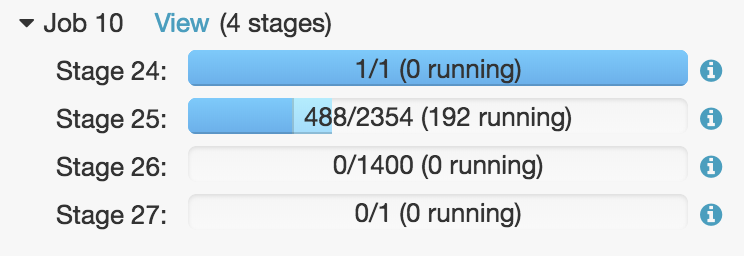 Job 10 View (4 stages)
Stage 24: 1/1 (0 running)
Stage 25: 488/2354 (192 running)
Stage 26: 0/1400 (0 running)
Stage 27: 0/1 (0 running)